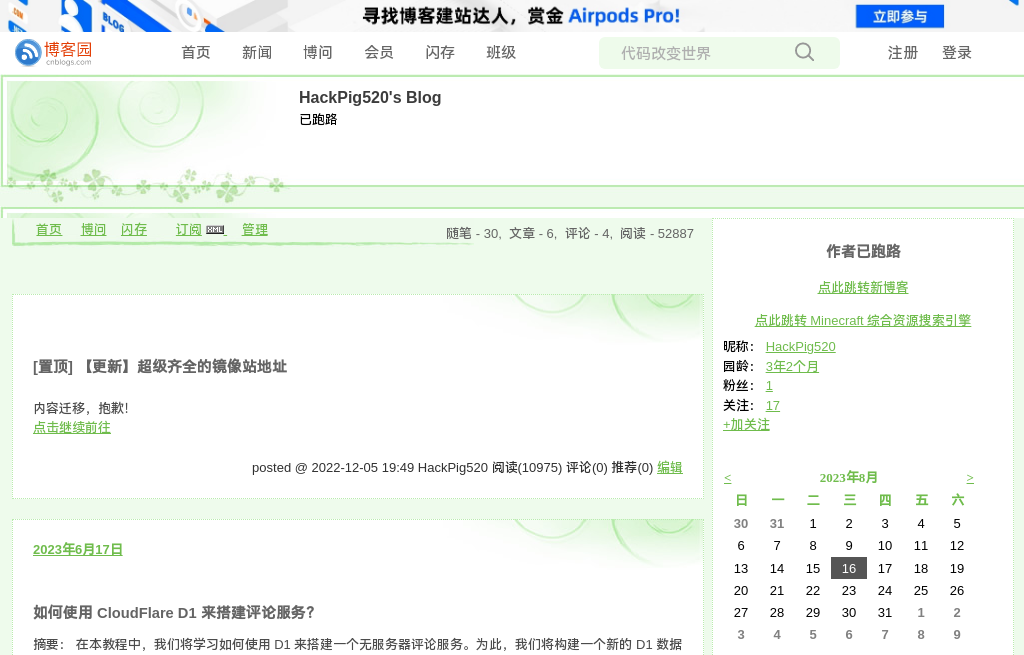 BLOG
寻找博客建站达人，赏金 Airpods Pro!
立即参与
博客园
cnblogs.com
首页 新闻 博问 会员 闪存 班级
代码改变世界
注册 登录
HackPig520's Blog
已跑路
首页 博问 闪存 订阅 XML 管理
随笔 - 30, 文章 - 6, 评论 - 4, 阅读 - 52887
[置顶] 【更新】超级齐全的镜像站地址
内容迁移，抱歉！
点击继续前往
posted @ 2022-12-05 19:49 HackPig520 阅读(10975) 评论(0) 推荐(0) 编辑
2023年6月17日
如何使用 CloudFlare D1 来搭建评论服务？
摘要： 在本教程中，我们将学习如何使用 D1 来搭建一个无服务器评论服务。为此，我们将构建一个新的 D1 数据
作者已跑路
点此跳转新博客
点此跳转 Minecraft 综合资源搜索引擎
昵称： HackPig520
园龄： 3年2个月
粉丝： 1
关注： 17
+加关注
< 2023年8月 >
日 一 二 三 四 五 六
30 31 1 2 3 4 5
6 7 8 9 10 11 12
13 14 15 16 17 18 19
20 21 22 23 24 25 26
27 28 29 30 31 1 2
3 4 5 6 7 8 9